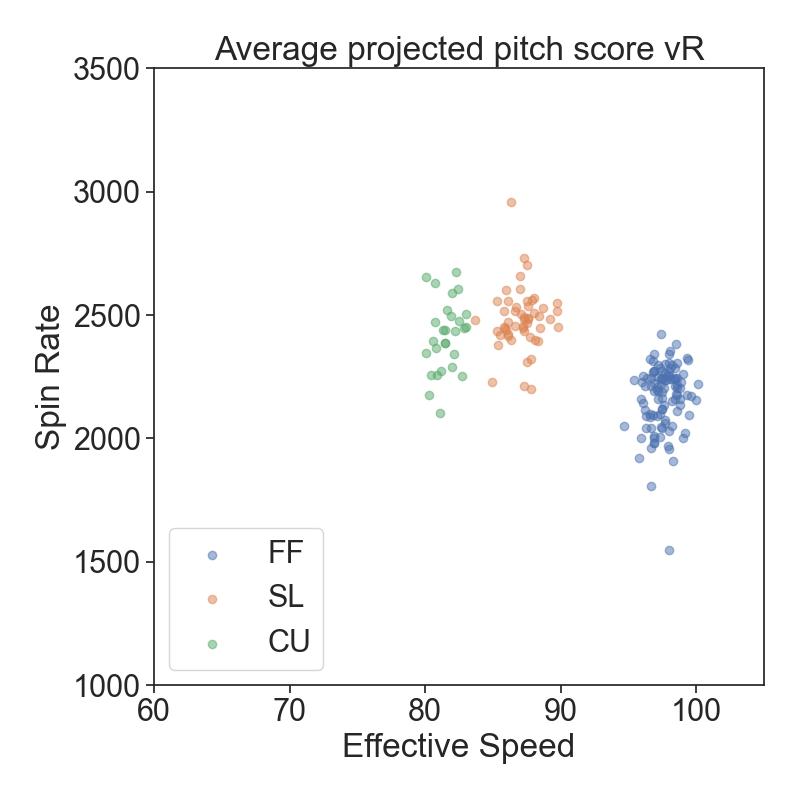 Average projected pitch score vR
3500
3000
2500
2000
1500
1000
Spin Rate
FF
SL
CU
60 70 80 90 100
Effective Speed